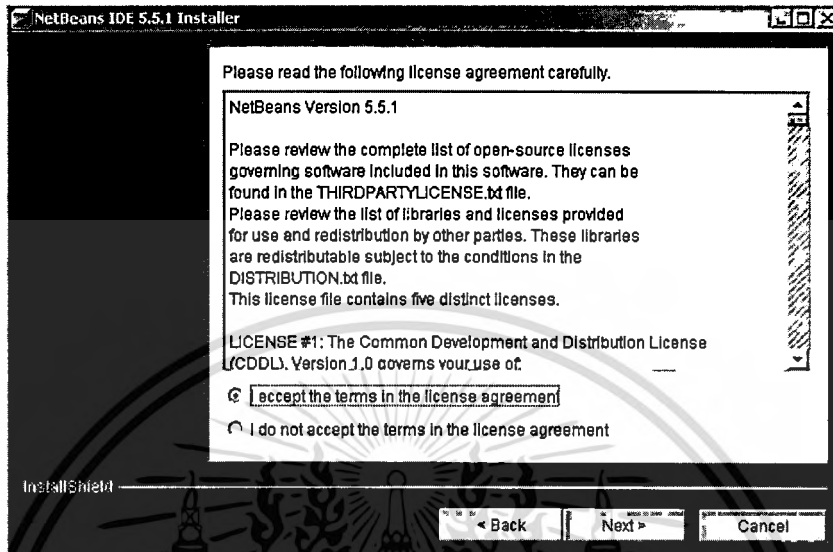 NetBeans IDE 5.5.1 Installer
Please read the following license agreement carefully.
NetBeans Version 5.5.1
Please review the complete list of open-source licenses
governing software included in this software. They can be
found in the THIRDPARTYLICENSE.txt file.
Please review the list of libraries and licenses provided
for use and redistribution by other parties. These libraries
are redistributable subject to the conditions in the
DISTRIBUTION.txt file.
This license file contains five distinct licenses.
LICENSE #1: The Common Development and Distribution License
(CDDL), Version 1.0 governs your use of:
I accept the terms in the license agreement
I do not accept the terms in the license agreement
InstallShield
< Back
Next >
Cancel